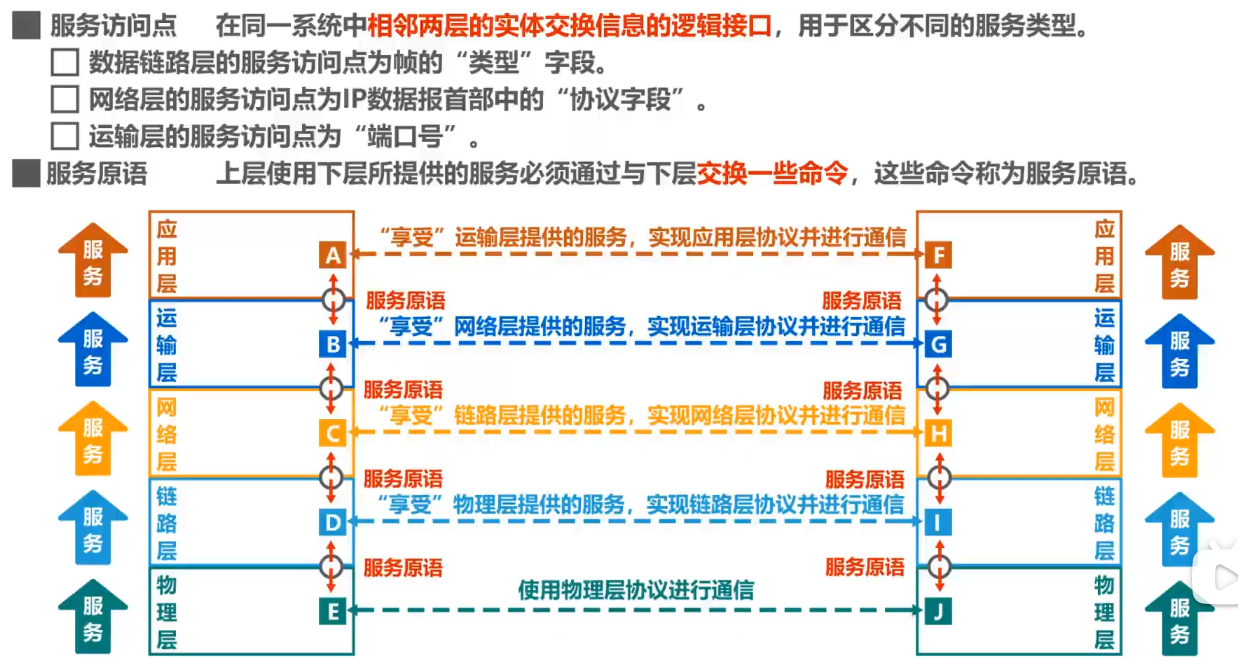 服务访问点 在同一系统中相邻两层的实体交换信息的逻辑接口，用于区分不同的服务类型。
数据链路层的服务访问点为帧的“类型”字段。
网络层的服务访问点为IP数据报首部中的“协议字段”。
运输层的服务访问点为“端口号”。
服务原语 上层使用下层所提供的服务必须通过与下层交换一些命令，这些命令称为服务原语。
服务 应用层 A “享受”运输层提供的服务，实现应用层协议并进行通信 F 应用层 服务
服务原语 服务原语
服务 运输层 B “享受”网络层提供的服务，实现运输层协议并进行通信 G 运输层 服务
服务原语 服务原语
服务 网络层 C “享受”链路层提供的服务，实现网络层协议并进行通信 H 网络层 服务
服务原语 服务原语
服务 链路层 D “享受”物理层提供的服务，实现链路层协议并进行通信 I 链路层 服务
服务原语 服务原语
服务 物理层 E 使用物理层协议进行通信 J 物理层 服务